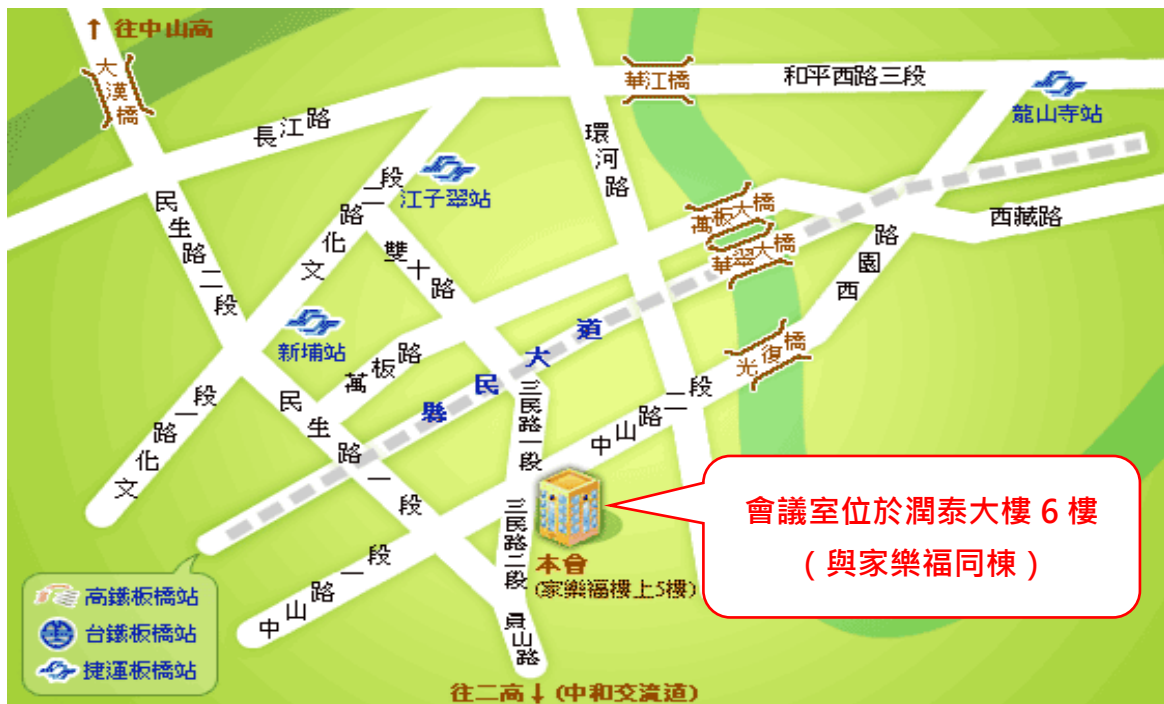 ↑ 往中山高
大漢橋
華江橋
和平西路三段
龍山寺站
長江路
環河路
江子翠站
文化路二段
民生路二段
雙十路
萬板大橋
華翠大橋
西藏路
西園路
新埔站
萬板路
縣民大道
光復橋
文化路一段
民生路一段
三民路一段
中山路二段
三民路二段
中山路一段
本會
(家樂福樓上5樓)
會議室位於潤泰大樓 6 樓
（與家樂福同棟）
高鐵板橋站
台鐵板橋站
捷運板橋站
員山路
往二高↓(中和交流道)